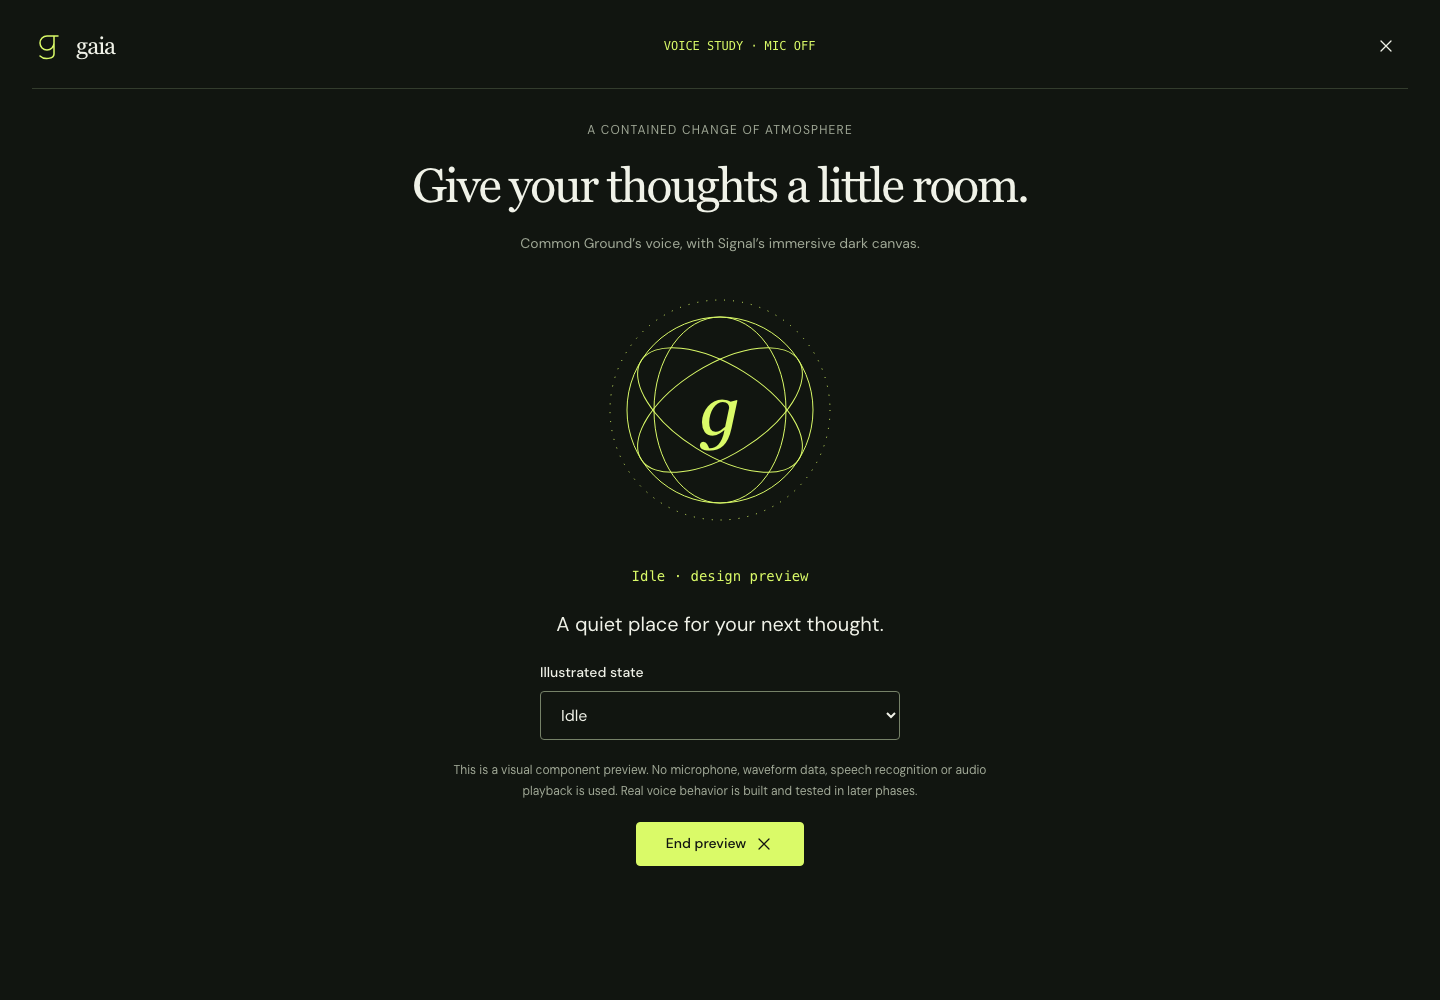 g gaia
VOICE STUDY · MIC OFF
A CONTAINED CHANGE OF ATMOSPHERE
Give your thoughts a little room.
Common Ground’s voice, with Signal’s immersive dark canvas.
g
Idle · design preview
A quiet place for your next thought.
Illustrated state
Idle
This is a visual component preview. No microphone, waveform data, speech recognition or audio
playback is used. Real voice behavior is built and tested in later phases.
End preview